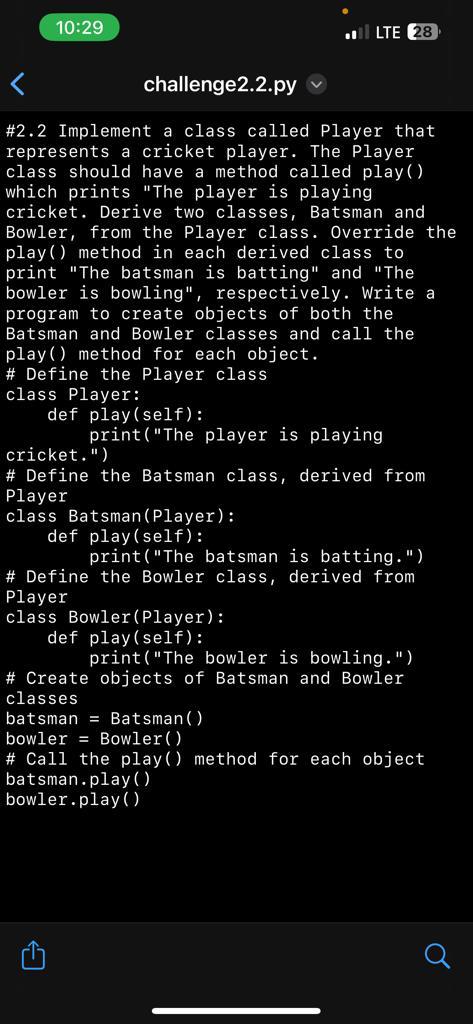 10:29
LTE 28
challenge2.2.py
#2.2 Implement a class called Player that
represents a cricket player. The Player
class should have a method called play()
which prints "The player is playing
cricket. Derive two classes, Batsman and
Bowler, from the Player class. Override the
play() method in each derived class to
print "The batsman is batting" and "The
bowler is bowling", respectively. Write a
program to create objects of both the
Batsman and Bowler classes and call the
play() method for each object.
# Define the Player class
class Player:
    def play(self):
        print("The player is playing
cricket.")
# Define the Batsman class, derived from
Player
class Batsman(Player):
    def play(self):
        print("The batsman is batting.")
# Define the Bowler class, derived from
Player
class Bowler(Player):
    def play(self):
        print("The bowler is bowling.")
# Create objects of Batsman and Bowler
classes
batsman = Batsman()
bowler = Bowler()
# Call the play() method for each object
batsman.play()
bowler.play()